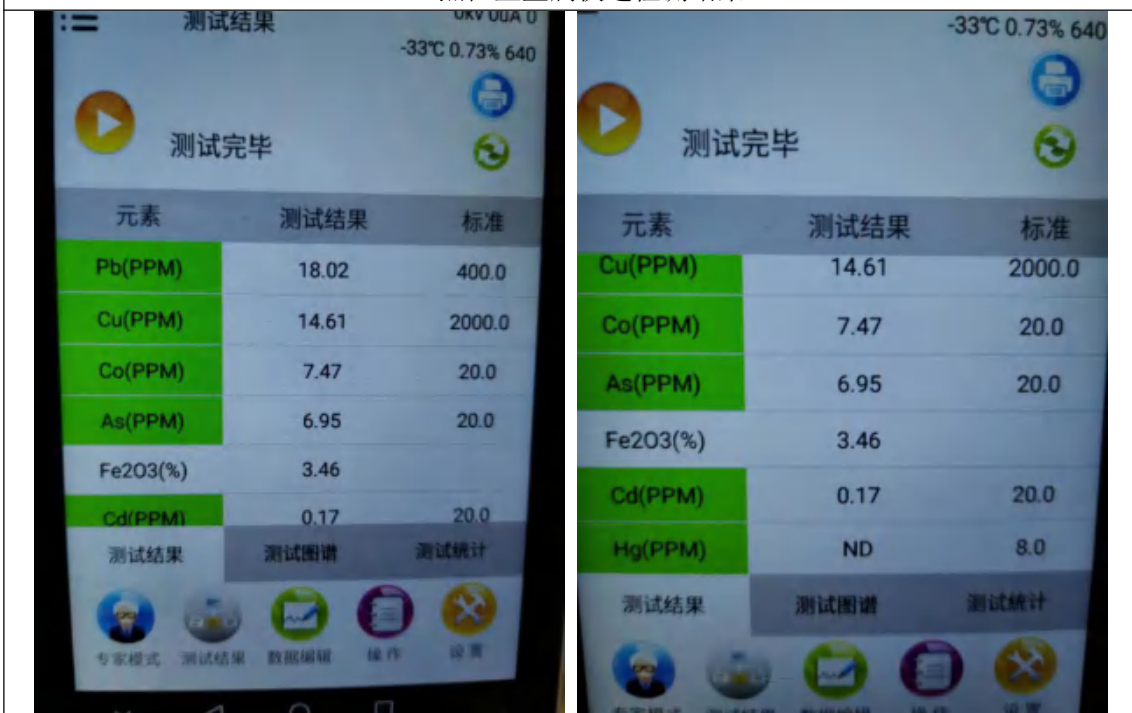 测试结果
0kV 0UA 0
-33℃ 0.73% 640
测试完毕
元素 测试结果 标准
Pb(PPM) 18.02 400.0
Cu(PPM) 14.61 2000.0
Co(PPM) 7.47 20.0
As(PPM) 6.95 20.0
Fe2O3(%) 3.46
Cd(PPM) 0.17 20.0
测试结果 测试图谱 测试统计
专家模式 测试结果 数据编辑 操作 设置
-33℃ 0.73% 640
测试完毕
元素 测试结果 标准
Cu(PPM) 14.61 2000.0
Co(PPM) 7.47 20.0
As(PPM) 6.95 20.0
Fe2O3(%) 3.46
Cd(PPM) 0.17 20.0
Hg(PPM) ND 8.0
测试结果 测试图谱 测试统计